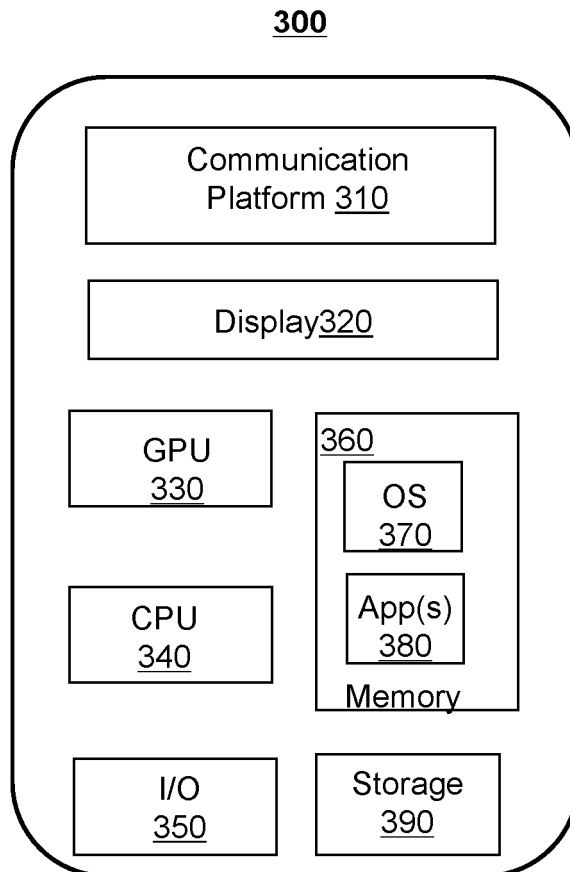 300
Communication
Platform 310
Display320
GPU
330
360
OS
370
CPU
340
App(s)
380
Memory
I/O
350
Storage
390